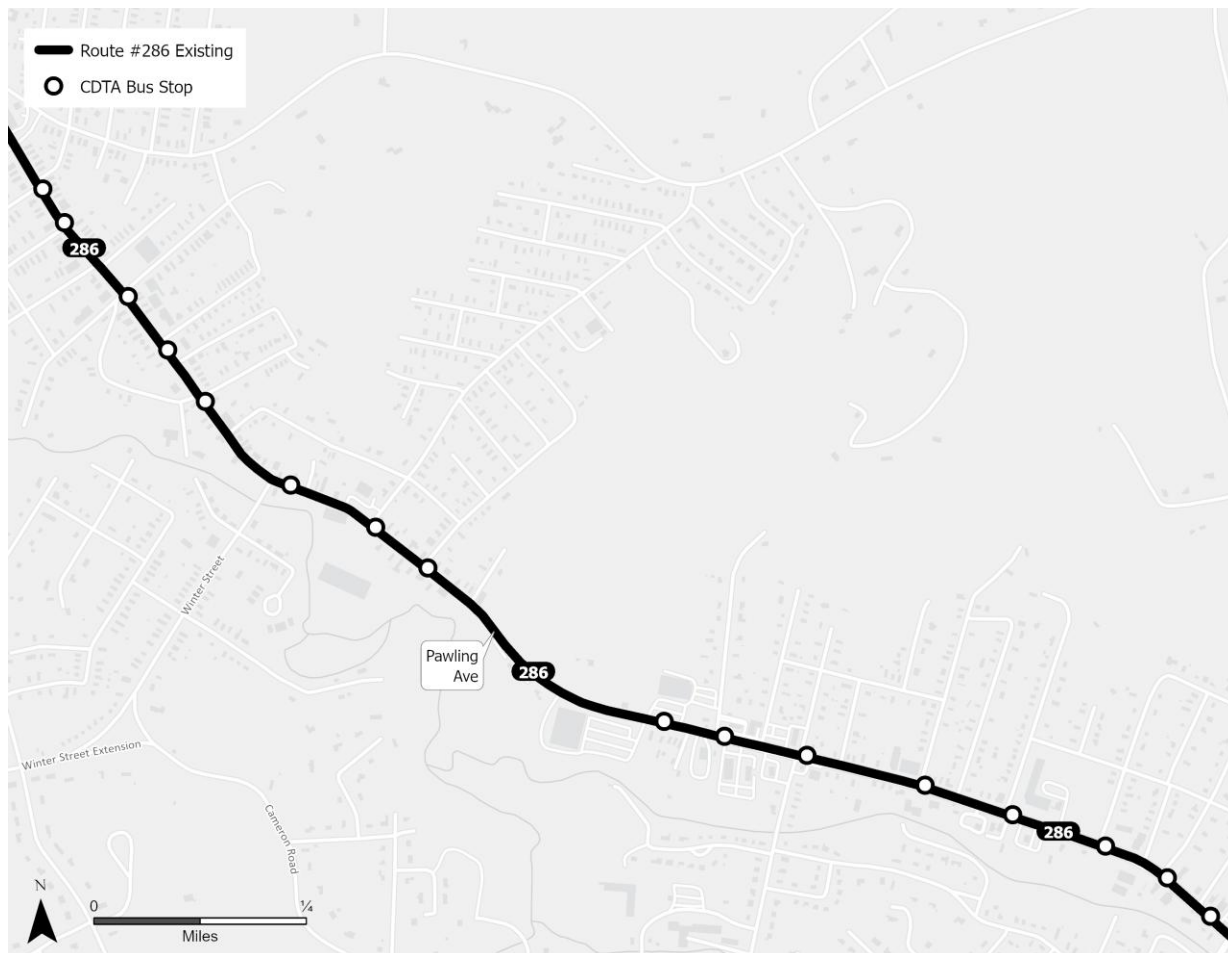 Route #286 Existing
CDTA Bus Stop
286
Winter Street
Pawling
Ave
286
Winter Street Extension
Cameron Road
286
N
0 ¼
Miles